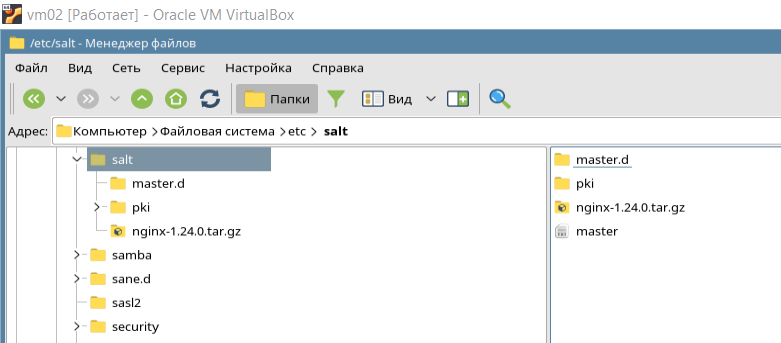 vm02 [Работает] - Oracle VM VirtualBox
/etc/salt - Менеджер файлов
Файл Вид Сеть Сервис Настройка Справка
Папки Вид
Адрес: Компьютер Файловая система etc salt
salt
master.d
pki
nginx-1.24.0.tar.gz
samba
sane.d
sasl2
security
master.d
pki
nginx-1.24.0.tar.gz
master